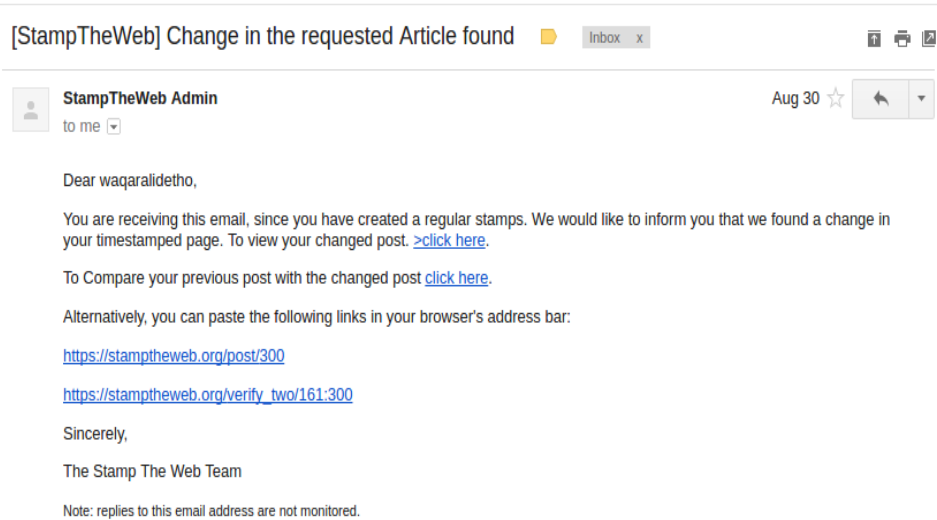 [StampTheWeb] Change in the requested Article found
Inbox x
StampTheWeb Admin
Aug 30
to me
Dear waqaralidetho,
You are receiving this email, since you have created a regular stamps. We would like to inform you that we found a change in
your timestamped page. To view your changed post. >click here.
To Compare your previous post with the changed post click here.
Alternatively, you can paste the following links in your browser's address bar:
https://stamptheweb.org/post/300
https://stamptheweb.org/verify_two/161:300
Sincerely,
The Stamp The Web Team
Note: replies to this email address are not monitored.